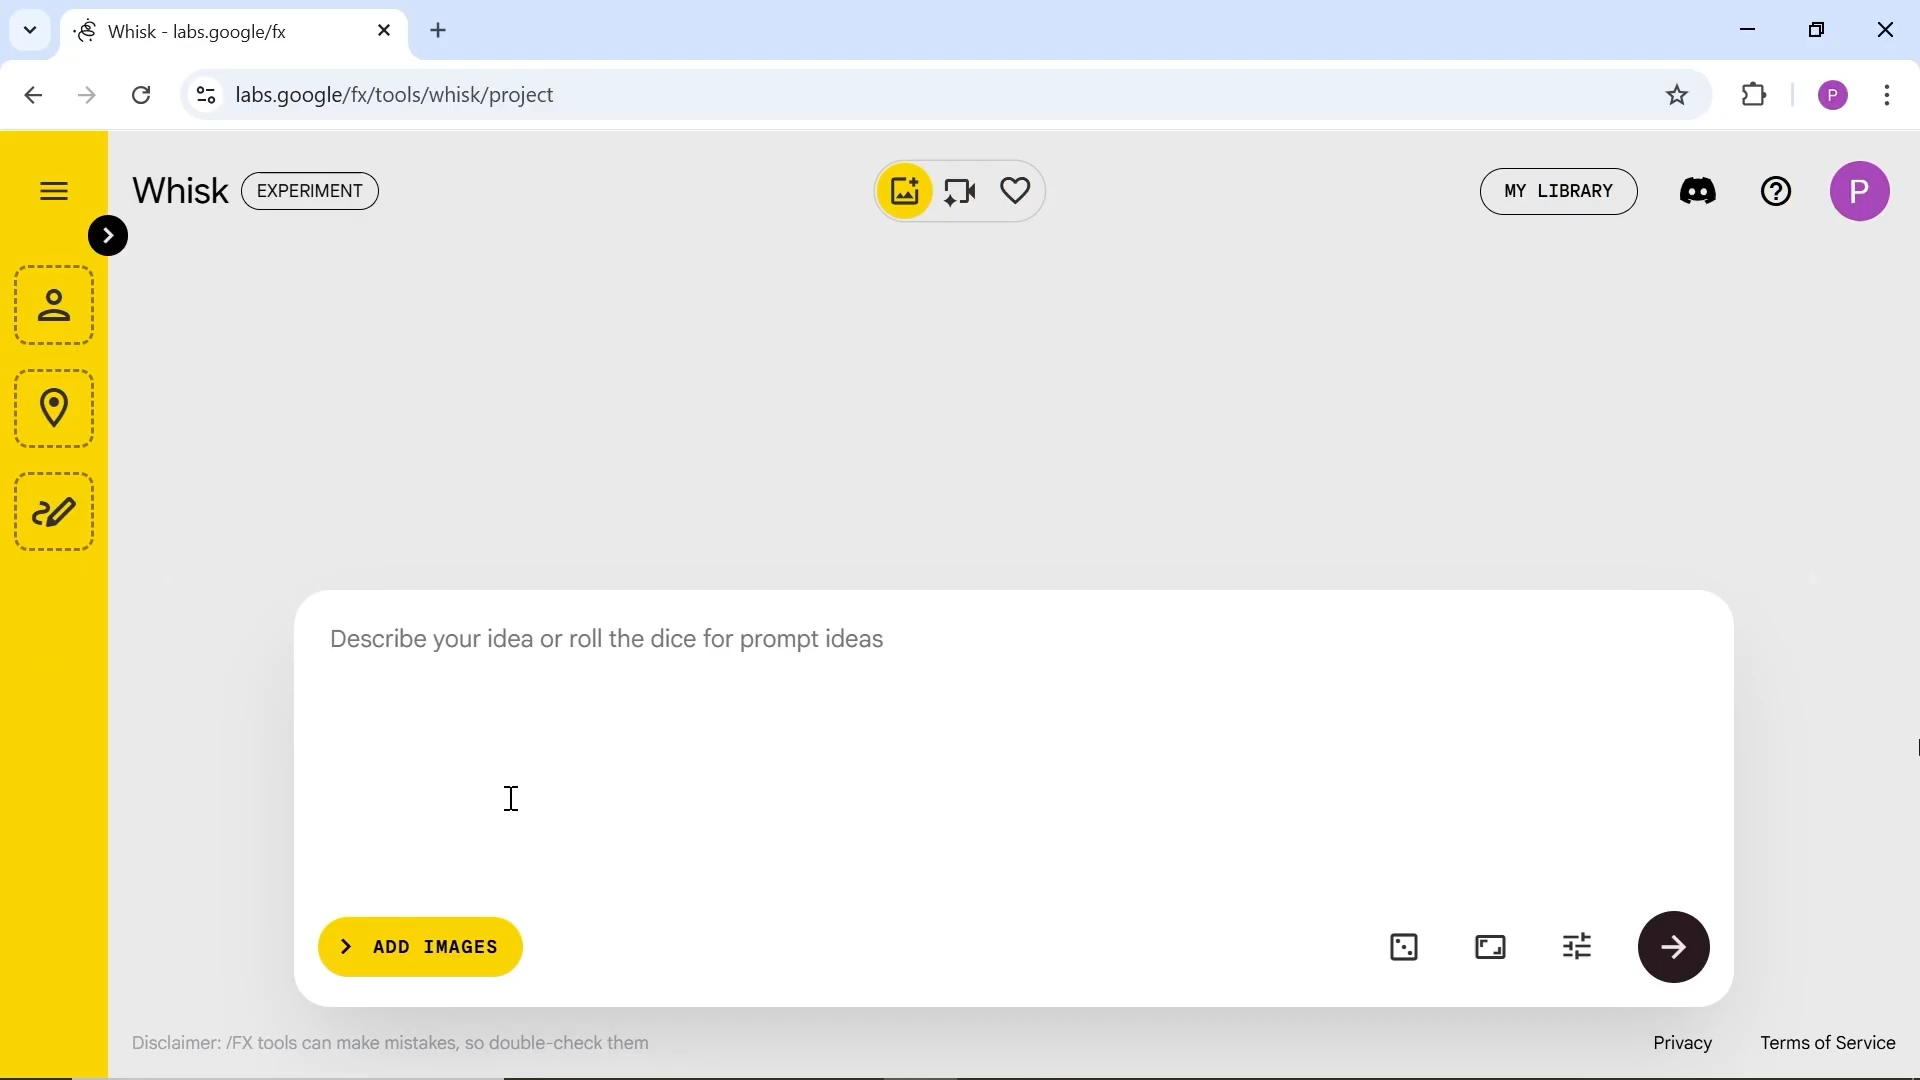 Whisk - labs.google/fx
labs.google/fx/tools/whisk/project
P
Whisk
EXPERIMENT
MY LIBRARY
P
Describe your idea or roll the dice for prompt ideas
ADD IMAGES
Disclaimer: /FX tools can make mistakes, so double-check them
Privacy
Terms of Service